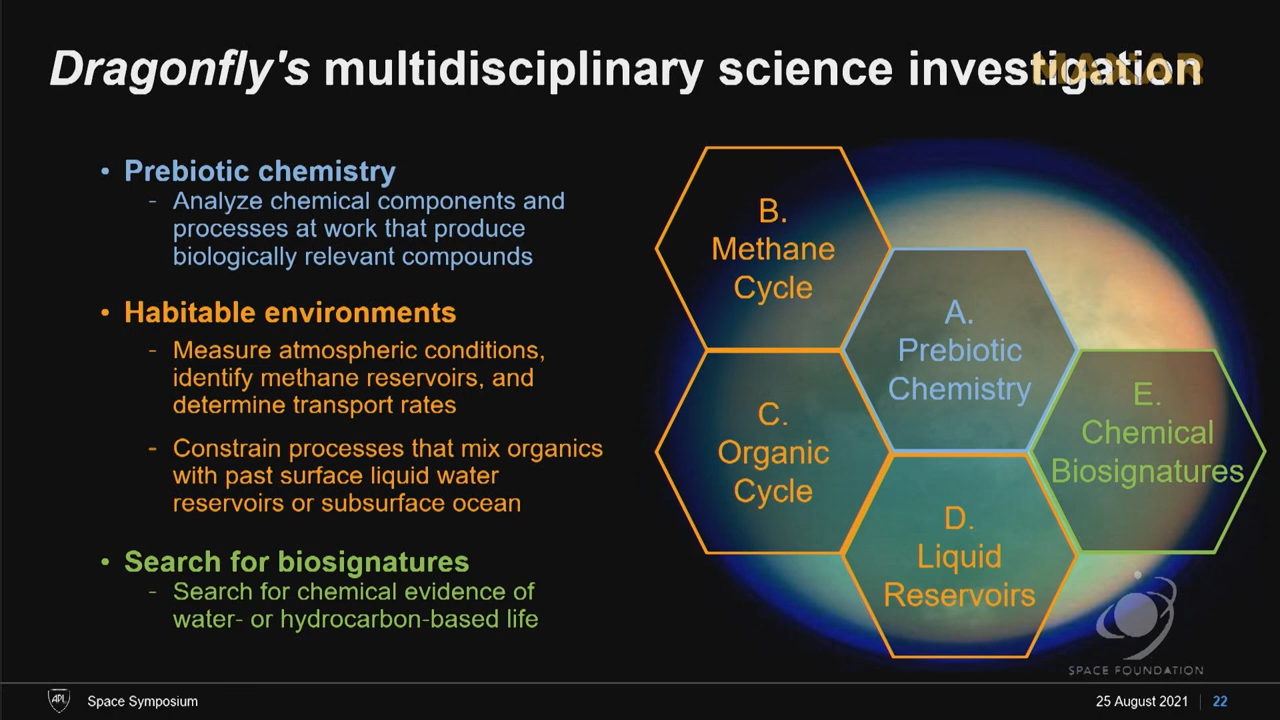 Dragonfly's multidisciplinary science investigation
MAXAR
• Prebiotic chemistry
- Analyze chemical components and
processes at work that produce
biologically relevant compounds
• Habitable environments
- Measure atmospheric conditions,
identify methane reservoirs, and
determine transport rates
- Constrain processes that mix organics
with past surface liquid water
reservoirs or subsurface ocean
• Search for biosignatures
- Search for chemical evidence of
water- or hydrocarbon-based life
B.
Methane
Cycle
A.
Prebiotic
Chemistry
C.
Organic
Cycle
E.
Chemical
Biosignatures
D.
Liquid
Reservoirs
SPACE FOUNDATION
APL
Space Symposium
25 August 2021
22